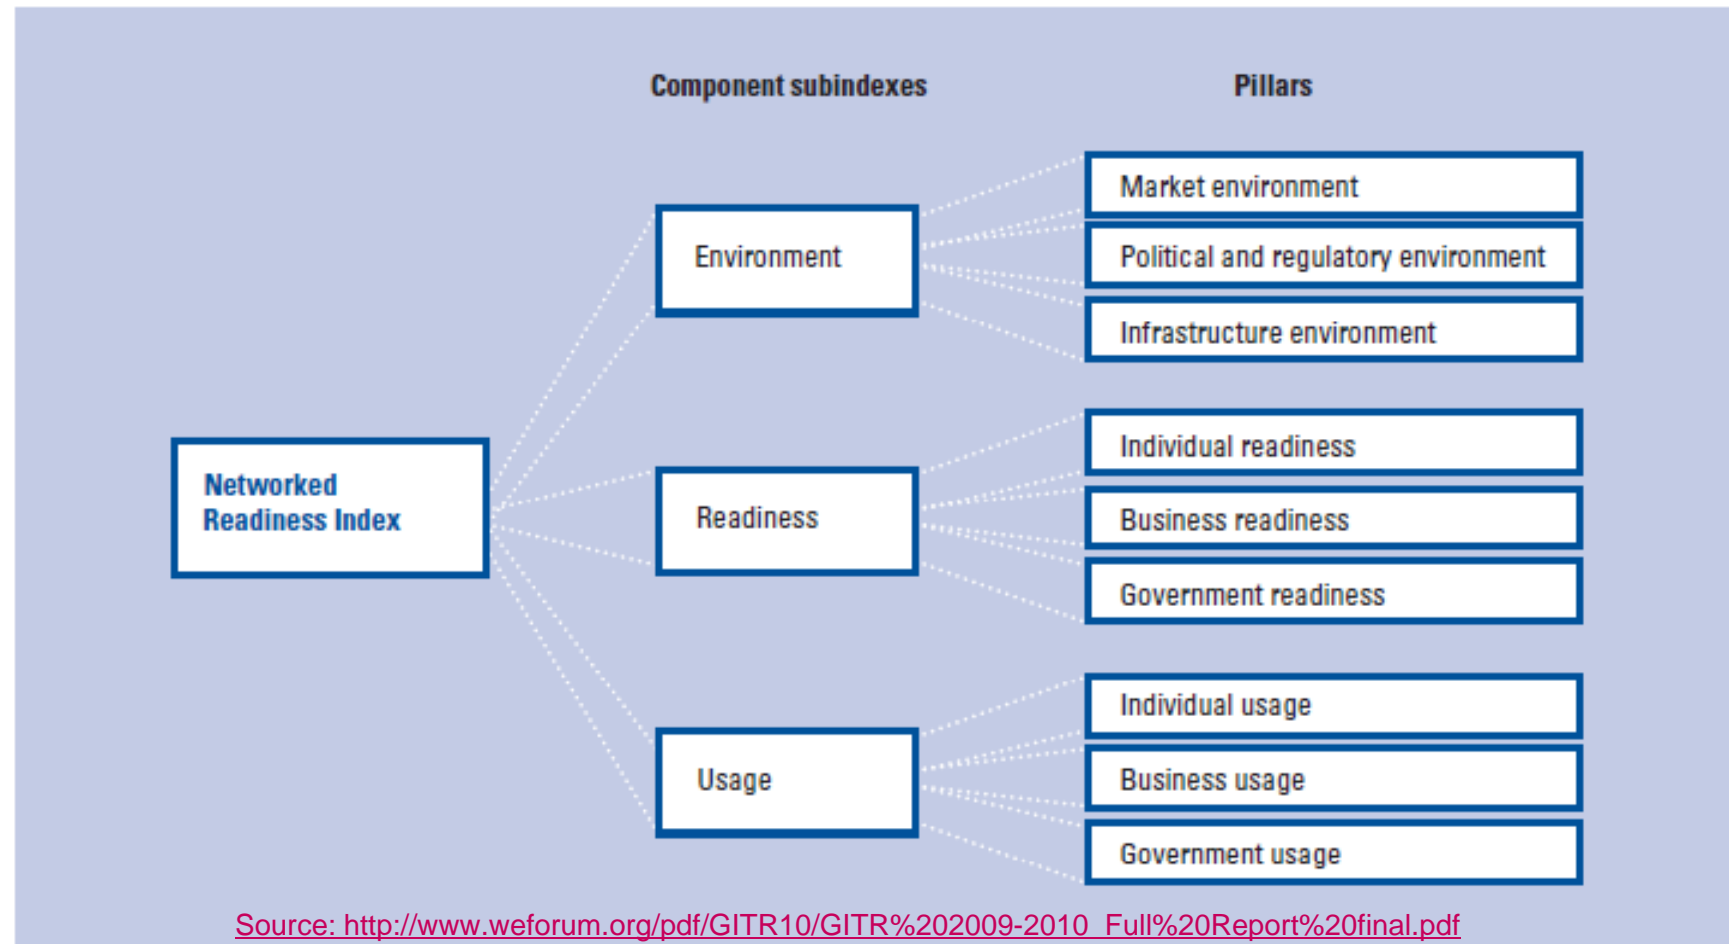 Component subindexes
Pillars
Market environment
Environment
Political and regulatory environment
Infrastructure environment
Networked
Readiness Index
Individual readiness
Readiness
Business readiness
Government readiness
Individual usage
Usage
Business usage
Government usage
Source: http://www.weforum.org/pdf/GITR10/GITR%202009-2010_Full%20Report%20final.pdf